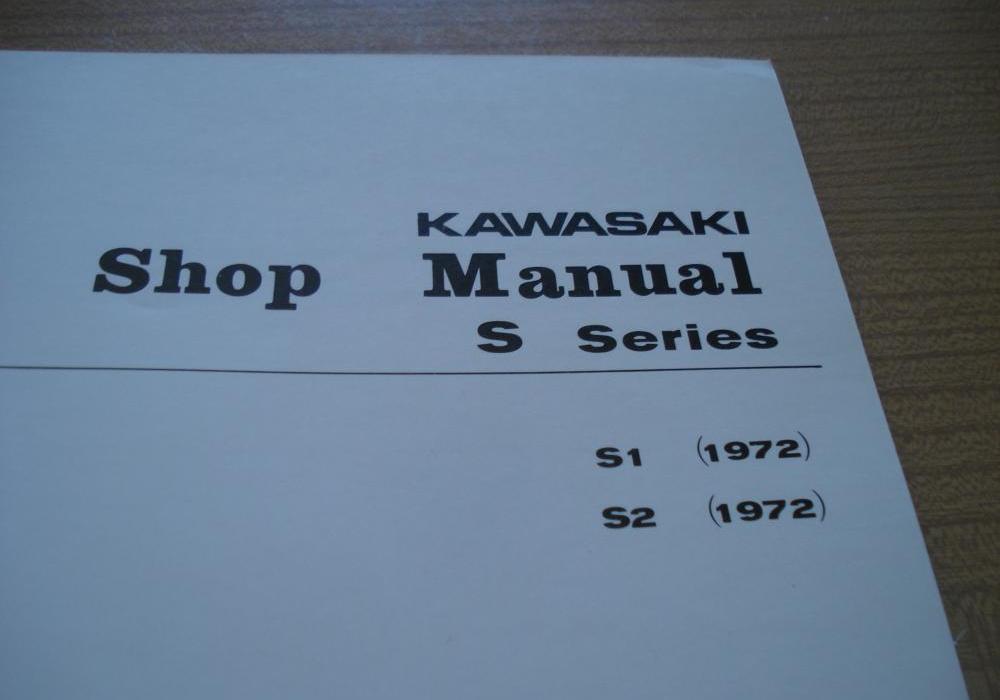 KAWASAKI
Shop Manual
S Series
S1 (1972)
S2 (1972)